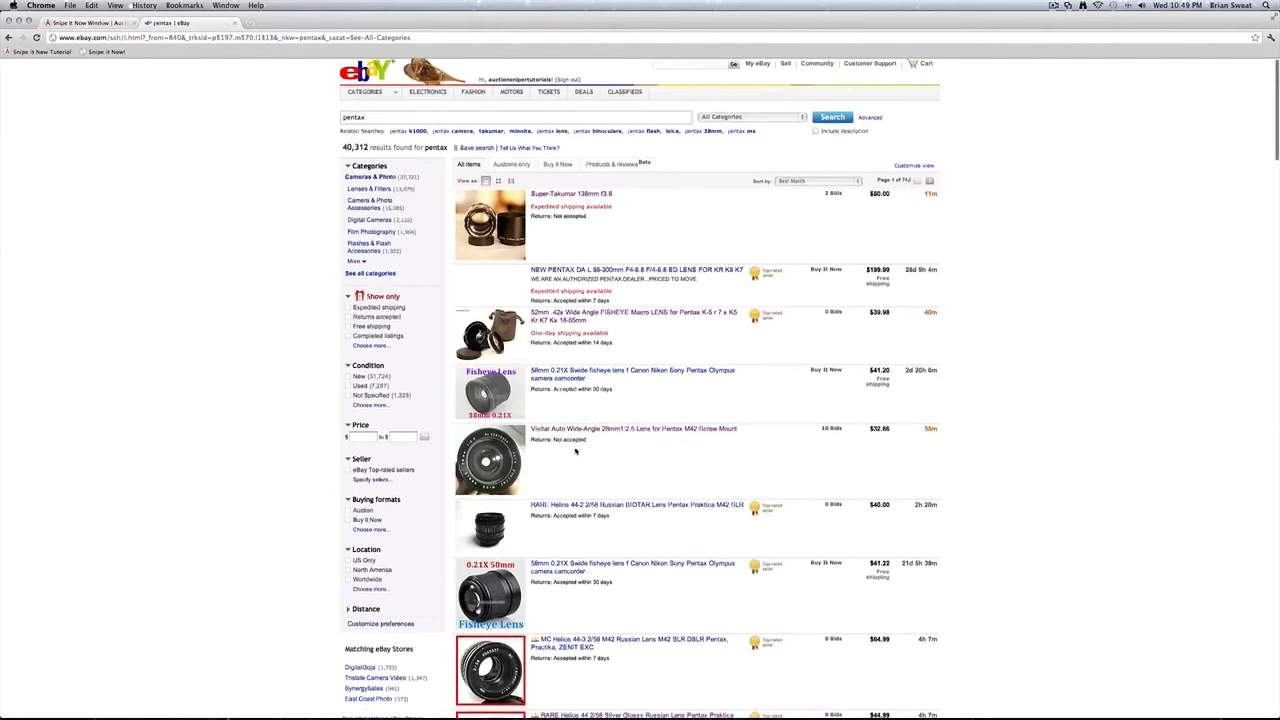 Chrome File Edit View History Bookmarks Window Help Wed 10:49 PM Brian Sweat
Snipe It Now Window | Auc pentax | eBay
www.ebay.com/sch/i.html?_from=R40&_trksid=p5197.m570.l1313&_nkw=pentax&_sacat=See-All-Categories
Snipe it New Tutorial Snipe It Now!
ebay Hi, auctionsnipertutorials! (Sign out) Go My eBay Sell Community Customer Support Cart
CATEGORIES ELECTRONICS FASHION MOTORS TICKETS DEALS CLASSIFIEDS
pentax All Categories Search Advanced
Related Searches: pentax k1000, pentax camera, takumar, minolta, pentax lens, pentax binoculars, pentax flash, leica, pentax 28mm, pentax mx Include description
40,312 results found for pentax Save search | Tell Us What You Think?
Categories
Cameras & Photo (37,721)
Lenses & Filters (13,079)
Camera & Photo
Accessories (15,085)
Digital Cameras (2,122)
Film Photography (1,904)
Flashes & Flash
Accessories (1,922)
More
See all categories
Show only
Expedited shipping
Returns accepted
Free shipping
Completed listings
Choose more...
Condition
New (31,724)
Used (7,257)
Not Specified (1,328)
Choose more...
Price
$ to $
Seller
eBay Top-rated sellers
Specify sellers...
Buying formats
Auction
Buy It Now
Choose more...
Location
US Only
North America
Worldwide
Choose more...
Distance
Customize preferences
Matching eBay Stores
DigitalGoja (1,723)
Tristate Camera Video (1,347)
SynergySales (941)
East Coast Photo (573)
All items Auctions only Buy It Now Products & reviews Beta Customize view
View as: Sort by: Best Match Page 1 of 742
Super-Takumar 135mm f3.5 2 Bids $50.00 11m
Expedited shipping available
Returns: Not accepted
NEW PENTAX DA L 55-300mm F4-5.8 F/4-5.8 ED LENS FOR KR K5 K7 Top-rated seller Buy It Now $199.99 28d 9h 4m
WE ARE AN AUTHORIZED PENTAX DEALER...PRICED TO MOVE. Free shipping
Expedited shipping available
Returns: Accepted within 7 days
52mm .42x Wide Angle FISHEYE Macro LENS for Pentax K-5 r 7 x K5 Top-rated seller 0 Bids $39.98 40m
Kr K7 Kx 18-55mm
One-day shipping available
Returns: Accepted within 14 days
Fisheye Lens
58mm 0.21X
58mm 0.21X Swide fisheye lens f Canon Nikon Sony Pentax Olympus Buy It Now $41.20 2d 20h 6m
camera camcorder Free shipping
Returns: Accepted within 30 days
Vivitar Auto Wide-Angle 28mm1:2.5 Lens for Pentax M42 Screw Mount 10 Bids $32.66 58m
Returns: Not accepted
RARE Helios 44-2 2/58 Russian BIOTAR Lens Pentax Praktica M42 SLR Top-rated seller 0 Bids $40.00 2h 28m
Returns: Accepted within 7 days
0.21X 58mm
Fisheye Lens
58mm 0.21X Swide fisheye lens f Canon Nikon Sony Pentax Olympus Buy It Now $41.22 21d 5h 39m
camera camcorder Free shipping
Returns: Accepted within 30 days
MC Helios 44-3 2/58 M42 Russian Lens M42 SLR DSLR Pentax, Top-rated seller 0 Bids $64.99 4h 7m
Practika, ZENIT EXC
Returns: Accepted within 7 days
RARE Helios 44 2/58 Silver Glossy Russian Lens Pentax Praktica Top-rated 0 Bids $44.99 4h 7m